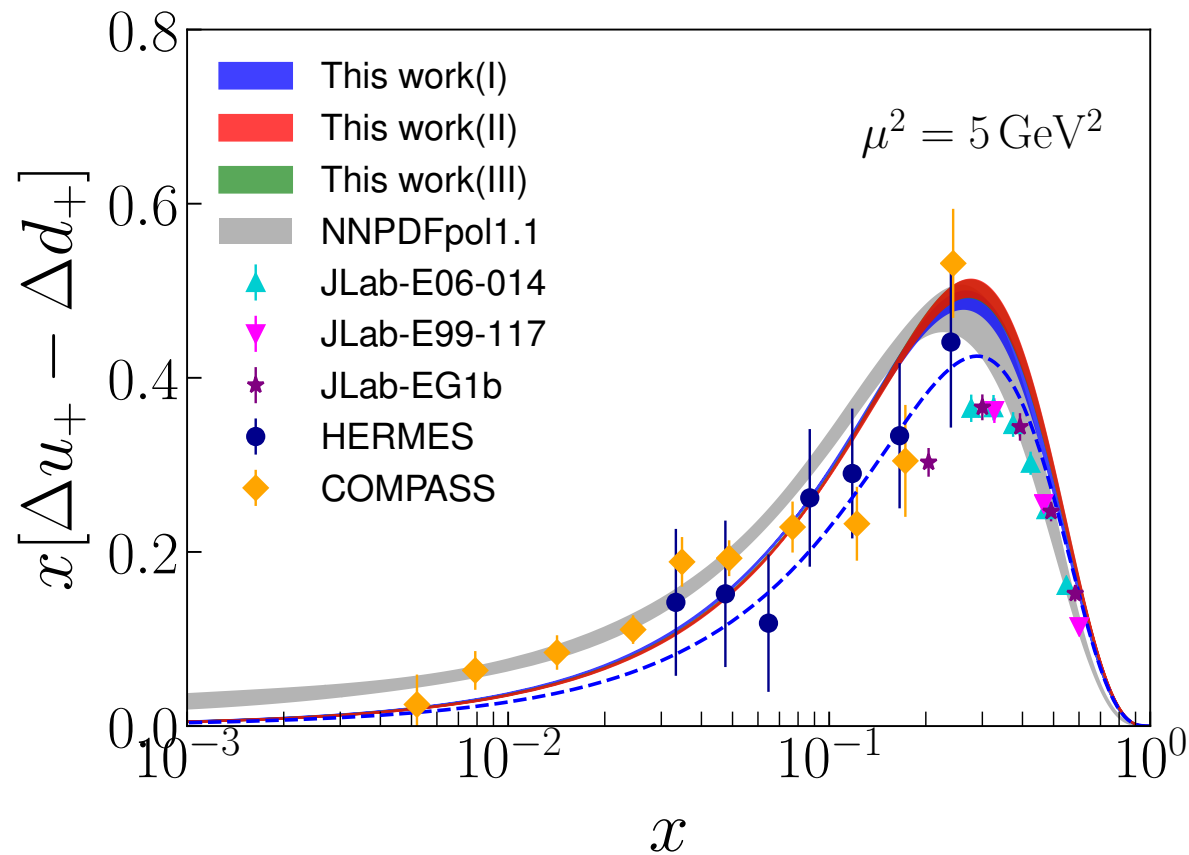 0.8
0.6
0.4
0.2
0.0
x[Δu₊ − Δd₊]
This work(I)
This work(II)
This work(III)
NNPDFpol1.1
JLab-E06-014
JLab-E99-117
JLab-EG1b
HERMES
COMPASS
μ² = 5 GeV²
10⁻³ 10⁻² 10⁻¹ 10⁰
x